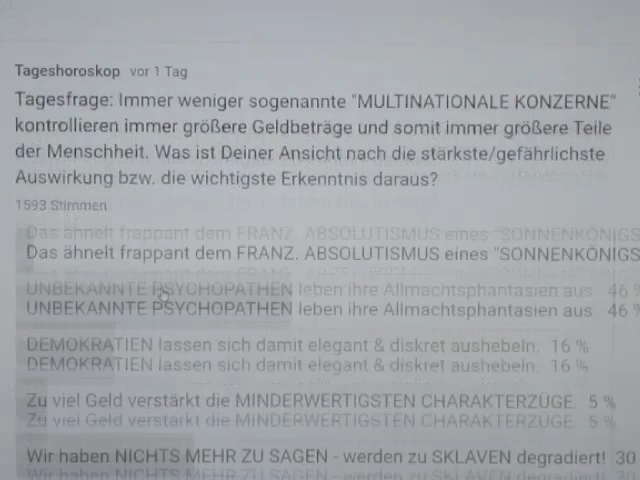 Tageshoroskop vor 1 Tag
Tagesfrage: Immer weniger sogenannte "MULTINATIONALE KONZERNE"
kontrollieren immer größere Geldbeträge und somit immer größere Teile
der Menschheit. Was ist Deiner Ansicht nach die stärkste/gefährlichste
Auswirkung bzw. die wichtigste Erkenntnis daraus?
1593 Stimmen
Das ähnelt frappant dem FRANZ. ABSOLUTISMUS eines "SONNENKÖNIGS
UNBEKANNTE PSYCHOPATHEN leben ihre Allmachtsphantasien aus 46 %
DEMOKRATIEN lassen sich damit elegant & diskret aushebeln. 16 %
Zu viel Geld verstärkt die MINDERWERTIGSTEN CHARAKTERZÜGE. 5 %
Wir haben NICHTS MEHR ZU SAGEN - werden zu SKLAVEN degradiert! 30